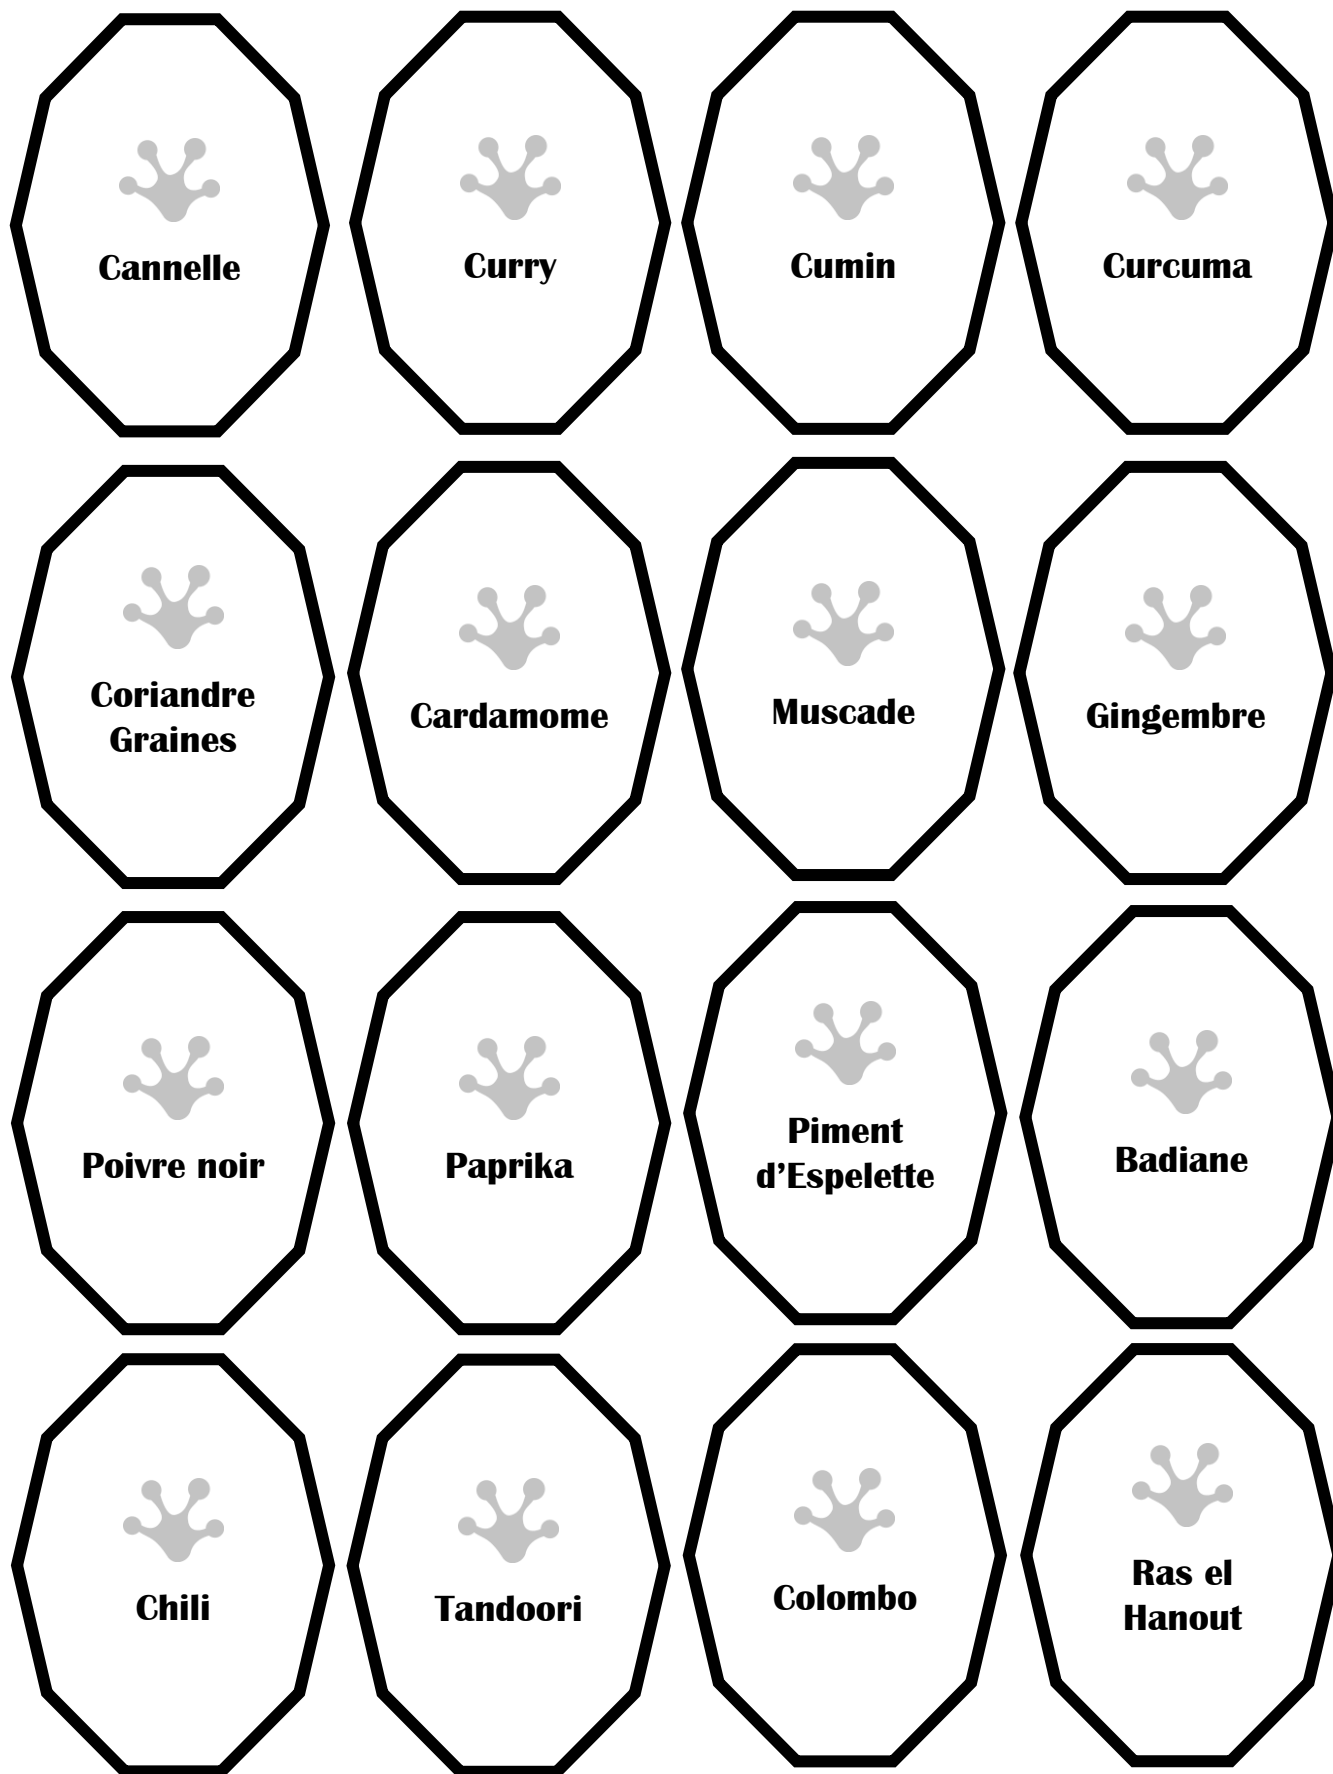 Cannelle
Curry
Cumin
Curcuma
Coriandre
Graines
Cardamome
Muscade
Gingembre
Poivre noir
Paprika
Piment
d’Espelette
Badiane
Chili
Tandoori
Colombo
Ras el
Hanout